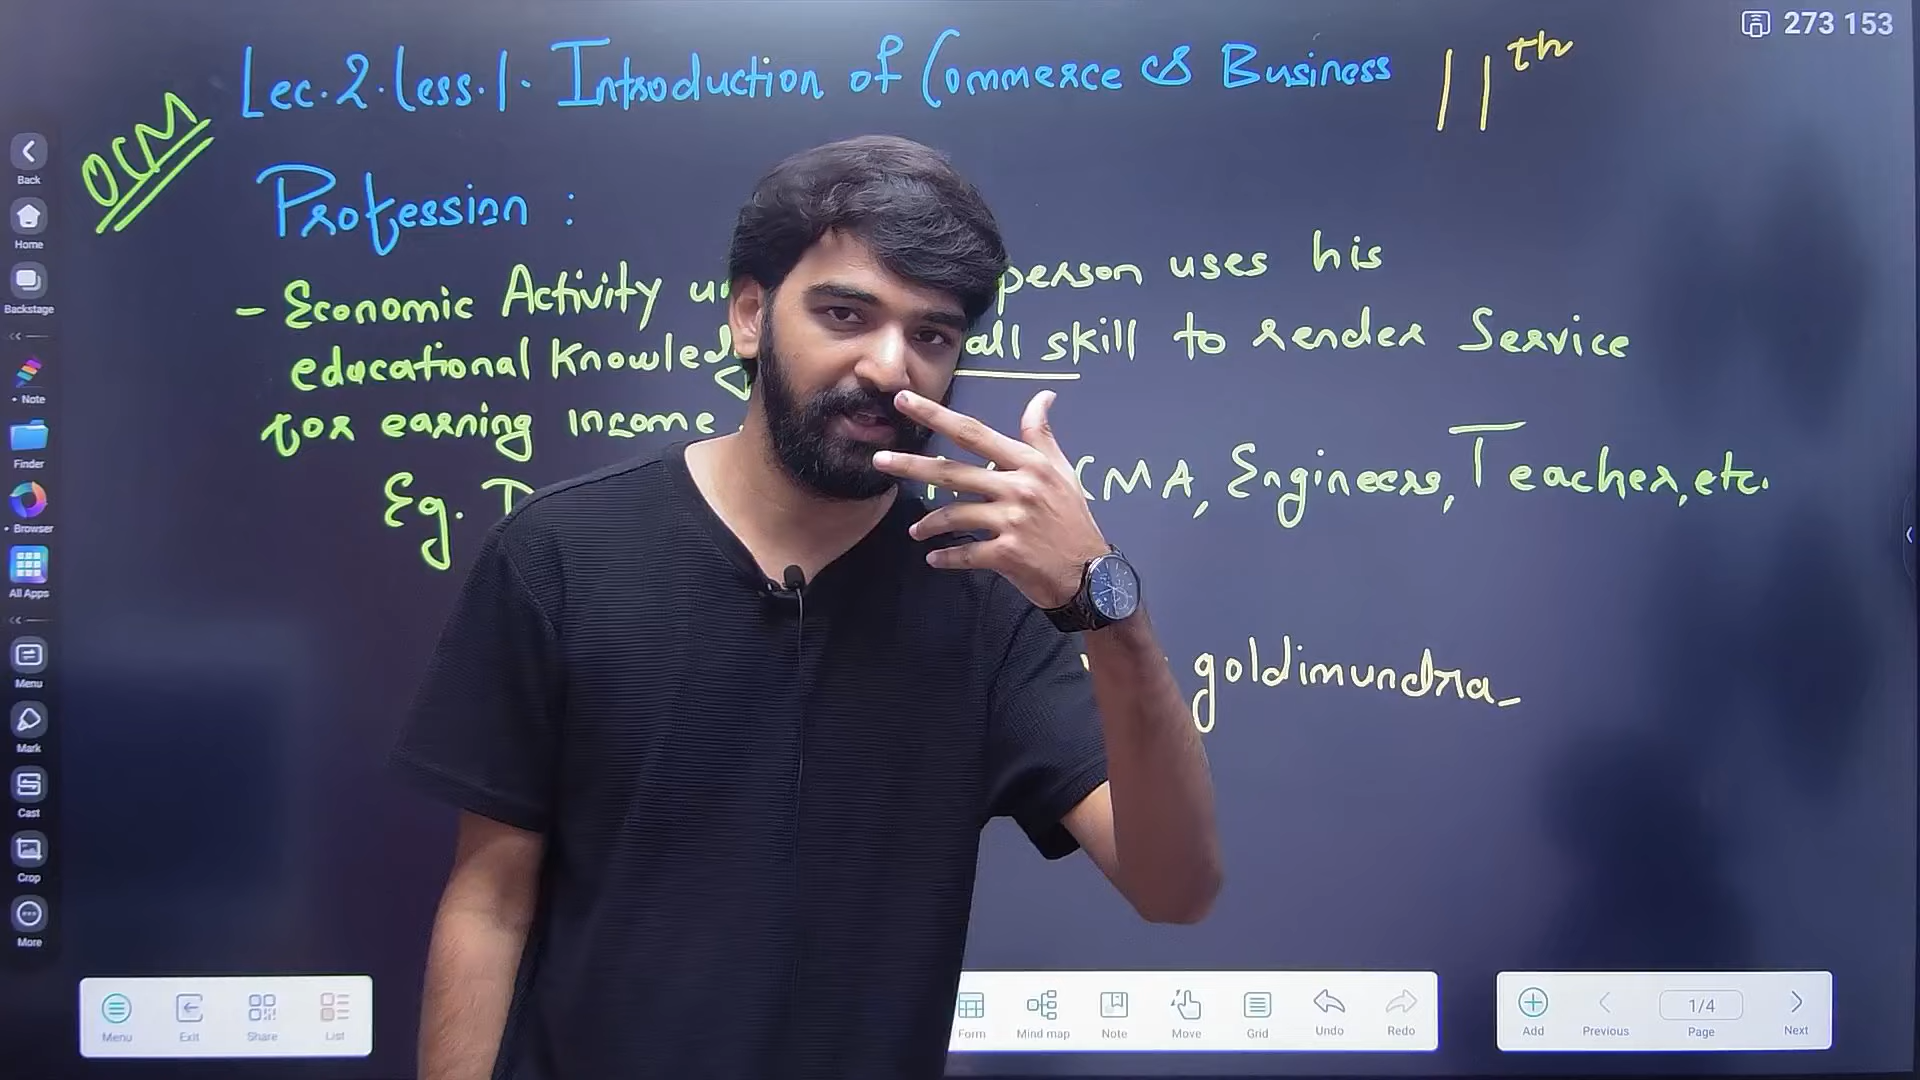 273 153
Lec.2.Less.1. Introduction of Commerce & Business 11th
OCM
Profession :
- Economic Activity person uses his
educational all skill to render Service
for earning income
Eg. CMA, Engineers, Teacher, etc.
goldimundra_
Back
Home
Backstage
Note
Finder
Browser
All Apps
Menu
Mark
Cast
Crop
More
Menu Exit Share List Form Mind map Note Move Grid Undo Redo Add Previous 1/4 Page Next